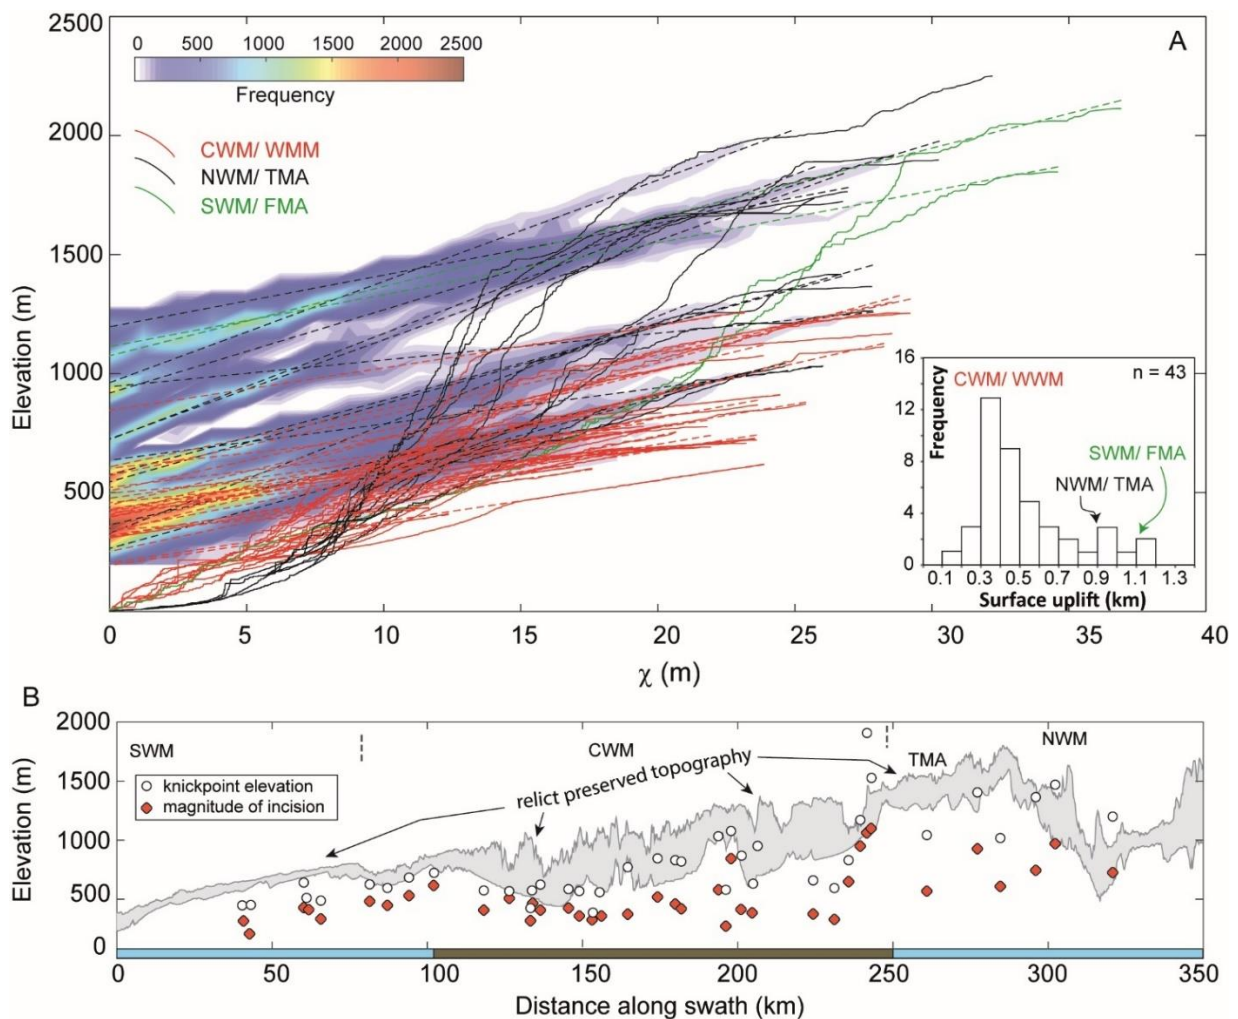 A
2500
2000
1500
1000
500
Elevation (m)
0 500 1000 1500 2000 2500
Frequency
CWM/ WMM
NWM/ TMA
SWM/ FMA
0 5 10 15 20 25 30 35 40
χ (m)
16
12
8
4
0
Frequency
CWM/ WWM
n = 43
SWM/ FMA
NWM/ TMA
0.1 0.3 0.5 0.7 0.9 1.1 1.3
Surface uplift (km)
B
2000
1500
1000
500
0
Elevation (m)
SWM
CWM
TMA
NWM
knickpoint elevation
magnitude of incision
relict preserved topography
0 50 100 150 200 250 300 350
Distance along swath (km)